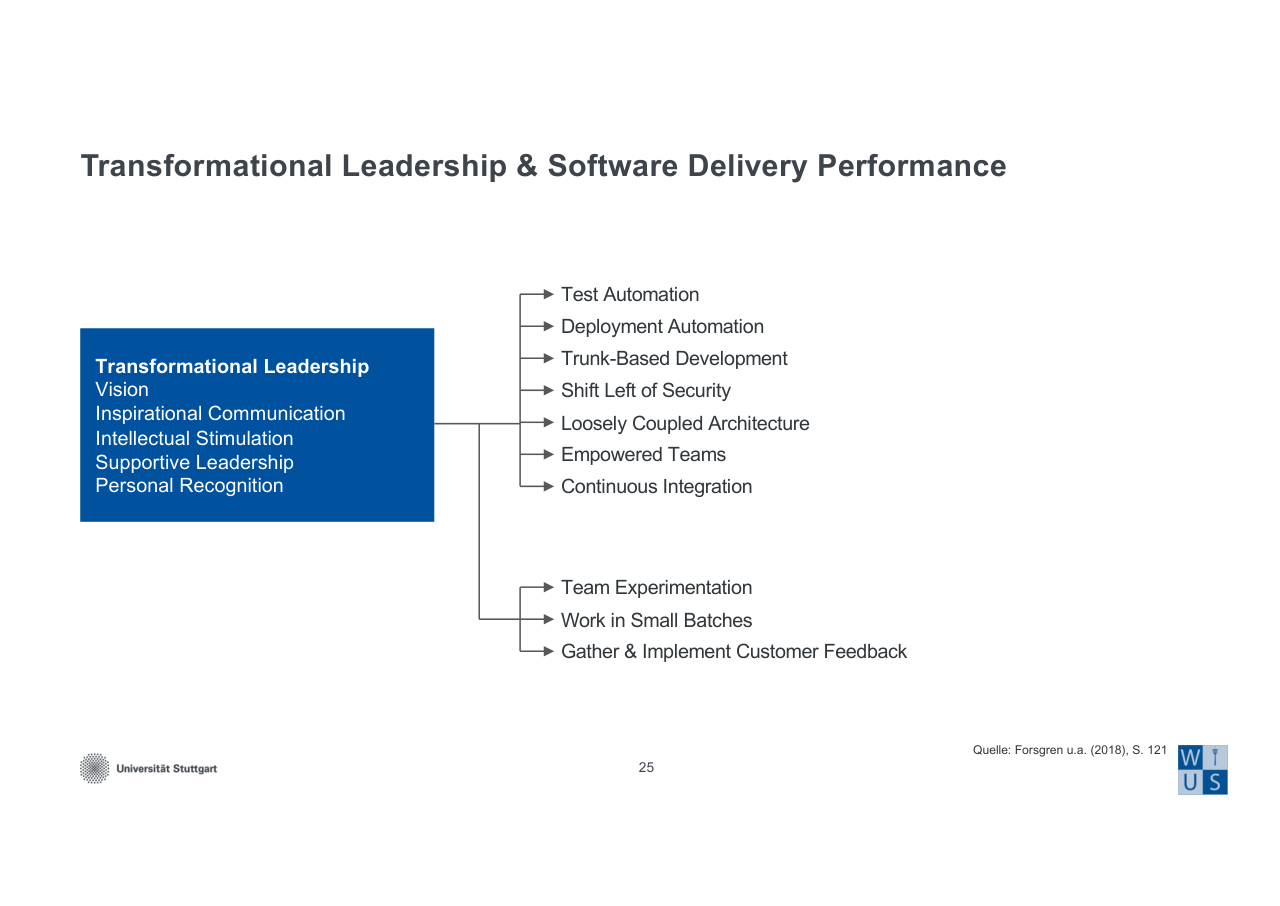 Transformational Leadership & Software Delivery Performance
Transformational Leadership
Vision
Inspirational Communication
Intellectual Stimulation
Supportive Leadership
Personal Recognition
Test Automation
Deployment Automation
Trunk-Based Development
Shift Left of Security
Loosely Coupled Architecture
Empowered Teams
Continuous Integration
Team Experimentation
Work in Small Batches
Gather & Implement Customer Feedback
Quelle: Forsgren u.a. (2018), S. 121
Universität Stuttgart
25
W i
U S